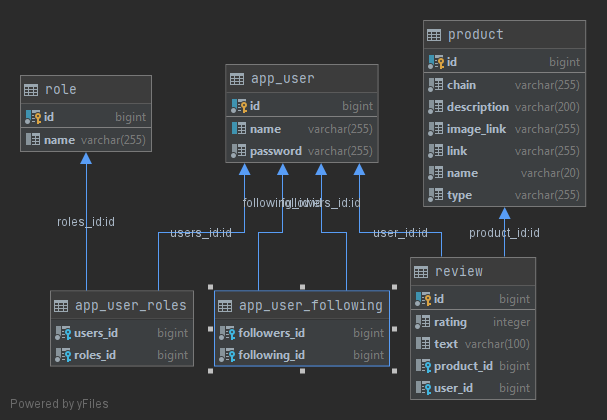 product
id bigint
chain varchar(255)
description varchar(200)
image_link varchar(255)
link varchar(255)
name varchar(20)
type varchar(255)
app_user
id bigint
name varchar(255)
password varchar(255)
role
id bigint
name varchar(255)
roles_id:id
users_id:id
following_id:id
followers_id:id
user_id:id
product_id:id
app_user_roles
users_id bigint
roles_id bigint
app_user_following
followers_id bigint
following_id bigint
review
id bigint
rating integer
text varchar(100)
product_id bigint
user_id bigint
Powered by yFiles